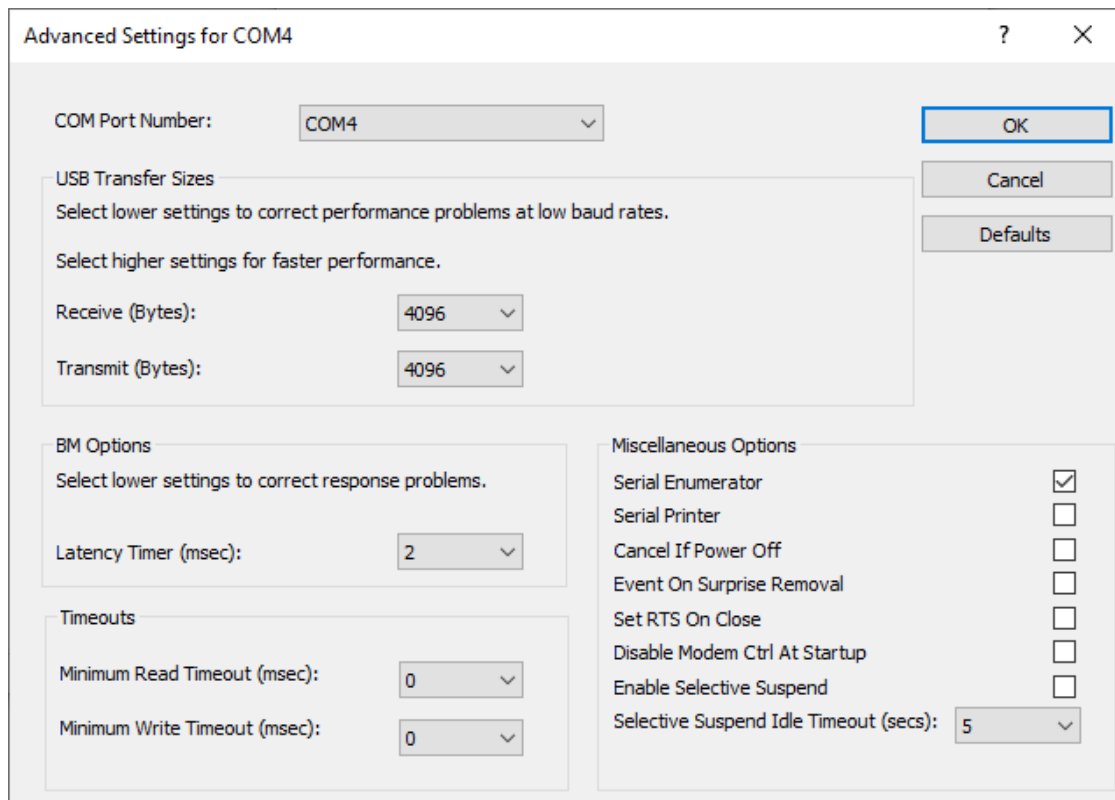 Advanced Settings for COM4
COM Port Number: COM4
OK
USB Transfer Sizes
Cancel
Select lower settings to correct performance problems at low baud rates.
Defaults
Select higher settings for faster performance.
Receive (Bytes): 4096
Transmit (Bytes): 4096
BM Options
Select lower settings to correct response problems.
Latency Timer (msec): 2
Timeouts
Minimum Read Timeout (msec): 0
Minimum Write Timeout (msec): 0
Miscellaneous Options
Serial Enumerator
Serial Printer
Cancel If Power Off
Event On Surprise Removal
Set RTS On Close
Disable Modem Ctrl At Startup
Enable Selective Suspend
Selective Suspend Idle Timeout (secs): 5